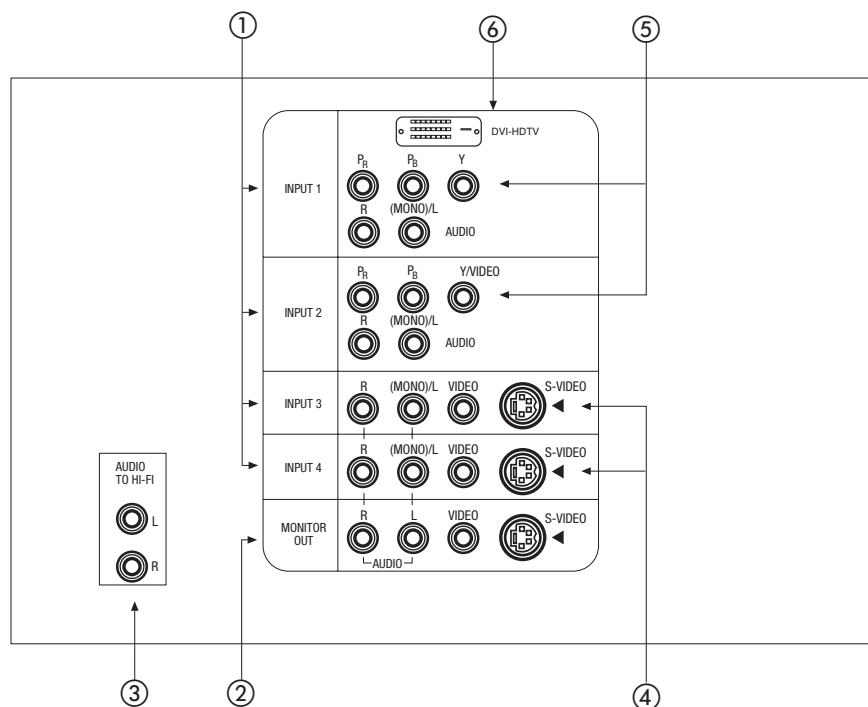 ① ⑥ ⑤
DVI-HDTV
PR PB Y
INPUT 1
R (MONO)/L AUDIO
PR PB Y/VIDEO
INPUT 2
R (MONO)/L AUDIO
R (MONO)/L VIDEO S-VIDEO
INPUT 3
R (MONO)/L VIDEO S-VIDEO
INPUT 4
R L VIDEO S-VIDEO
MONITOR
OUT
AUDIO
AUDIO
TO HI-FI
L
R
③ ② ④